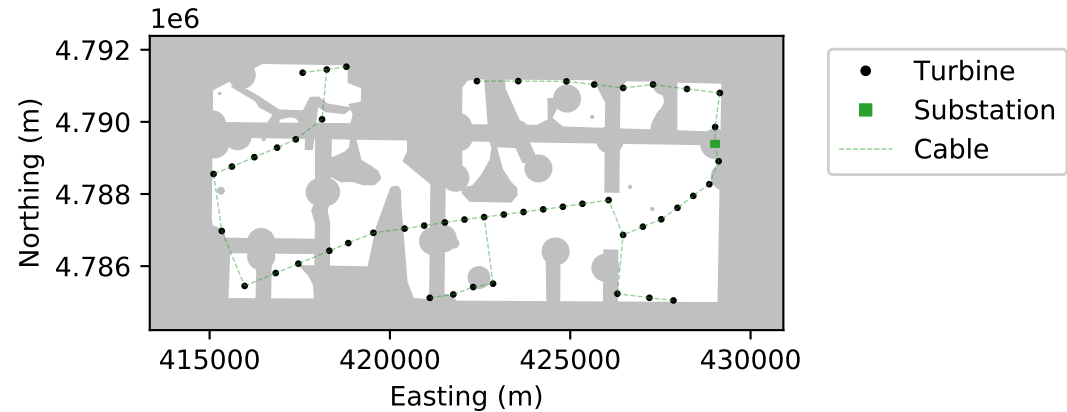 1e6
4.792
4.790
4.788
4.786
Northing (m)
415000 420000 425000 430000
Easting (m)
Turbine
Substation
Cable